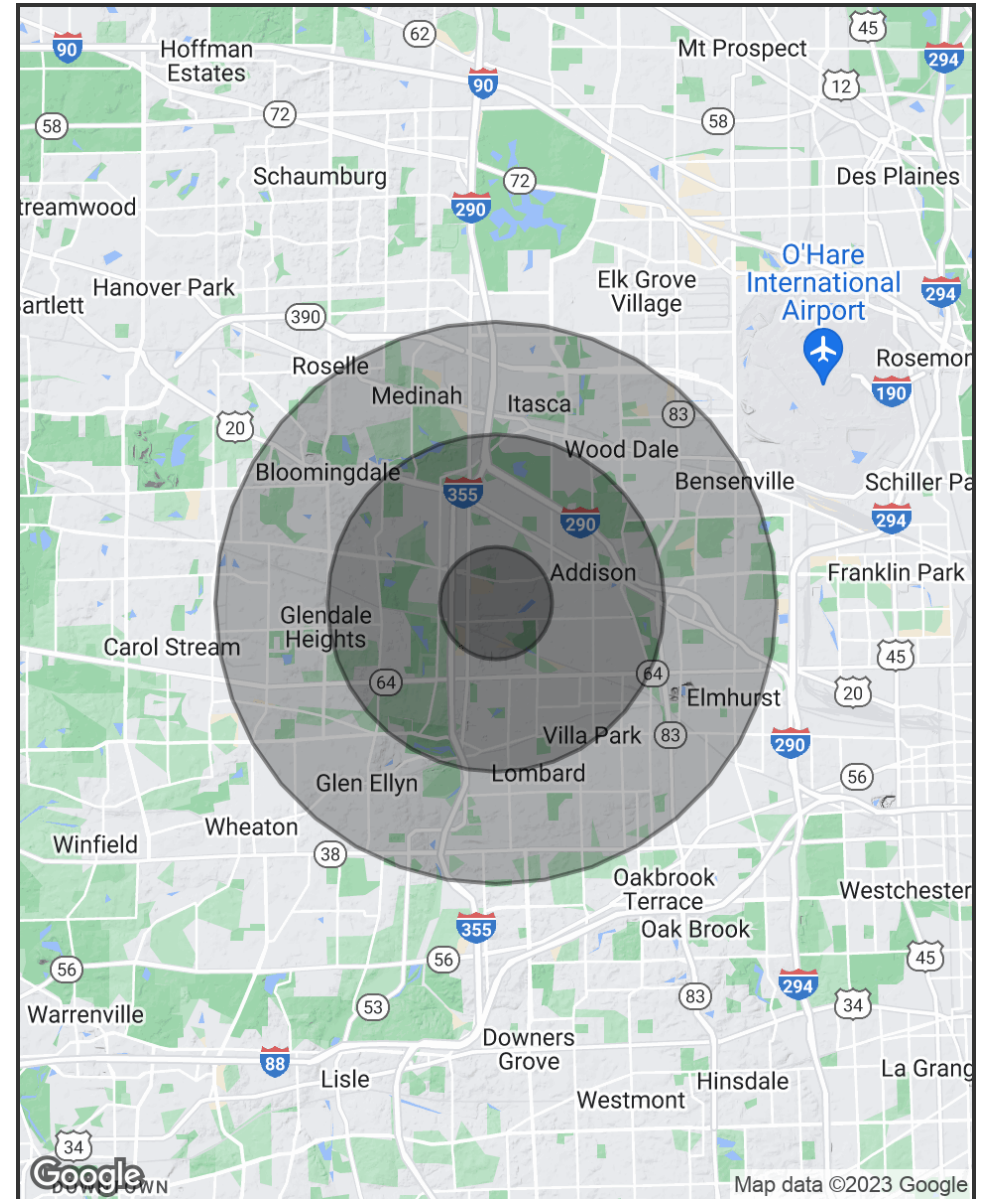 62
45
90
Hoffman
Estates
Mt Prospect
294
90
12
72
58
58
Schaumburg
72
Des Plaines
290
treamwood
O'Hare
International
Airport
Elk Grove
Village
Hanover Park
294
artlett
390
Rosemon
Roselle
190
Medinah
Itasca
83
20
Wood Dale
Bloomingdale
Bensenville
Schiller Pa
355
290
294
Addison
Franklin Park
Glendale
Heights
Carol Stream
45
64
64
20
Elmhurst
Villa Park
83
290
Lombard
56
Glen Ellyn
Wheaton
Winfield
38
Oakbrook
Terrace
Westchester
355
Oak Brook
56
56
45
294
83
34
53
Warrenville
Downers
Grove
88
La Grang
Lisle
Hinsdale
Westmont
34
Google
Map data ©2023 Google